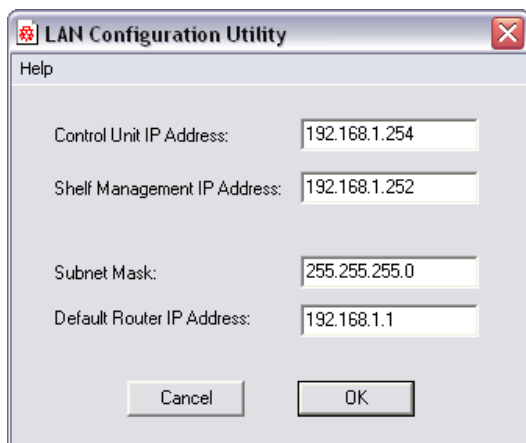 LAN Configuration Utility
Help
Control Unit IP Address: 192.168.1.254
Shelf Management IP Address: 192.168.1.252
Subnet Mask: 255.255.255.0
Default Router IP Address: 192.168.1.1
Cancel OK